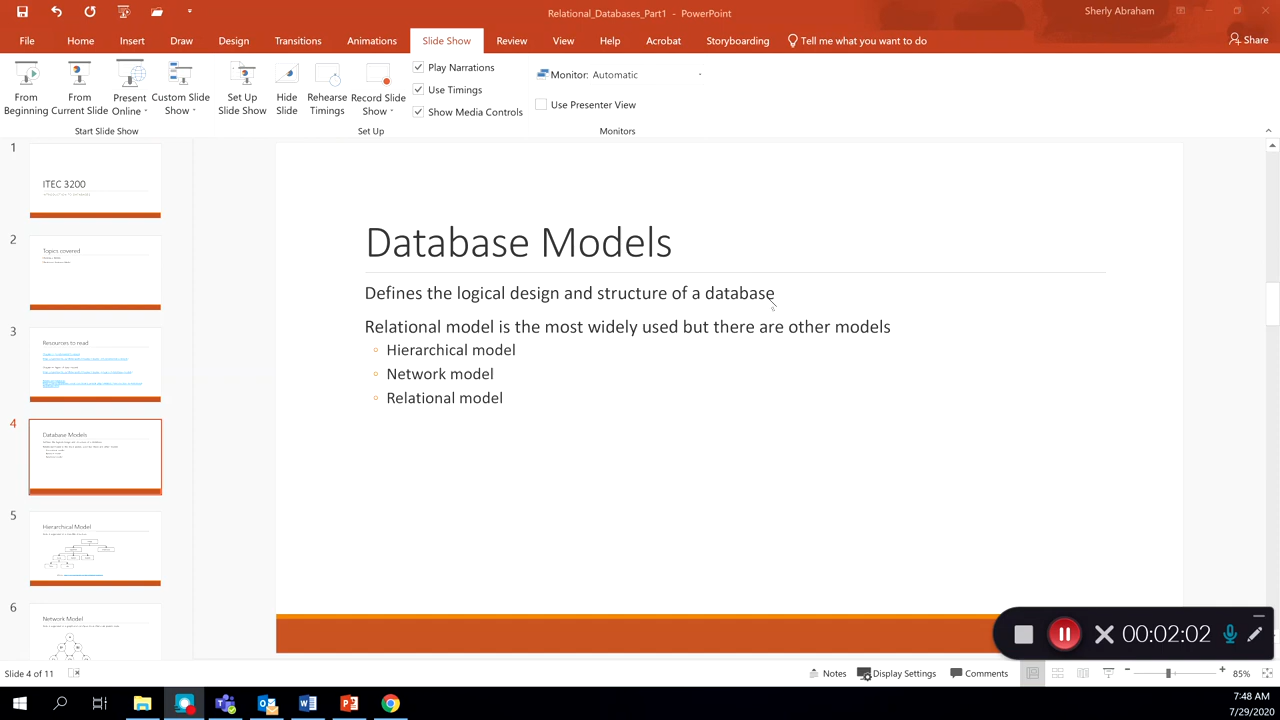 Relational_Databases_Part1 - PowerPoint
Sherly Abraham
File Home Insert Draw Design Transitions Animations Slide Show Review View Help Acrobat Storyboarding Tell me what you want to do Share
From Beginning
From Current Slide
Present Online
Custom Slide Show
Set Up Slide Show
Hide Slide
Rehearse Timings
Record Slide Show
Play Narrations
Use Timings
Show Media Controls
Monitor: Automatic
Use Presenter View
Start Slide Show
Set Up
Monitors
1
ITEC 3200
2
Topics covered
3
Resources to read
4
Database Models
5
Hierarchical Model
6
Network Model
Database Models
Defines the logical design and structure of a database
Relational model is the most widely used but there are other models
Hierarchical model
Network model
Relational model
00:02:02
Slide 4 of 11
Notes Display Settings Comments 85%
7:48 AM
7/29/2020